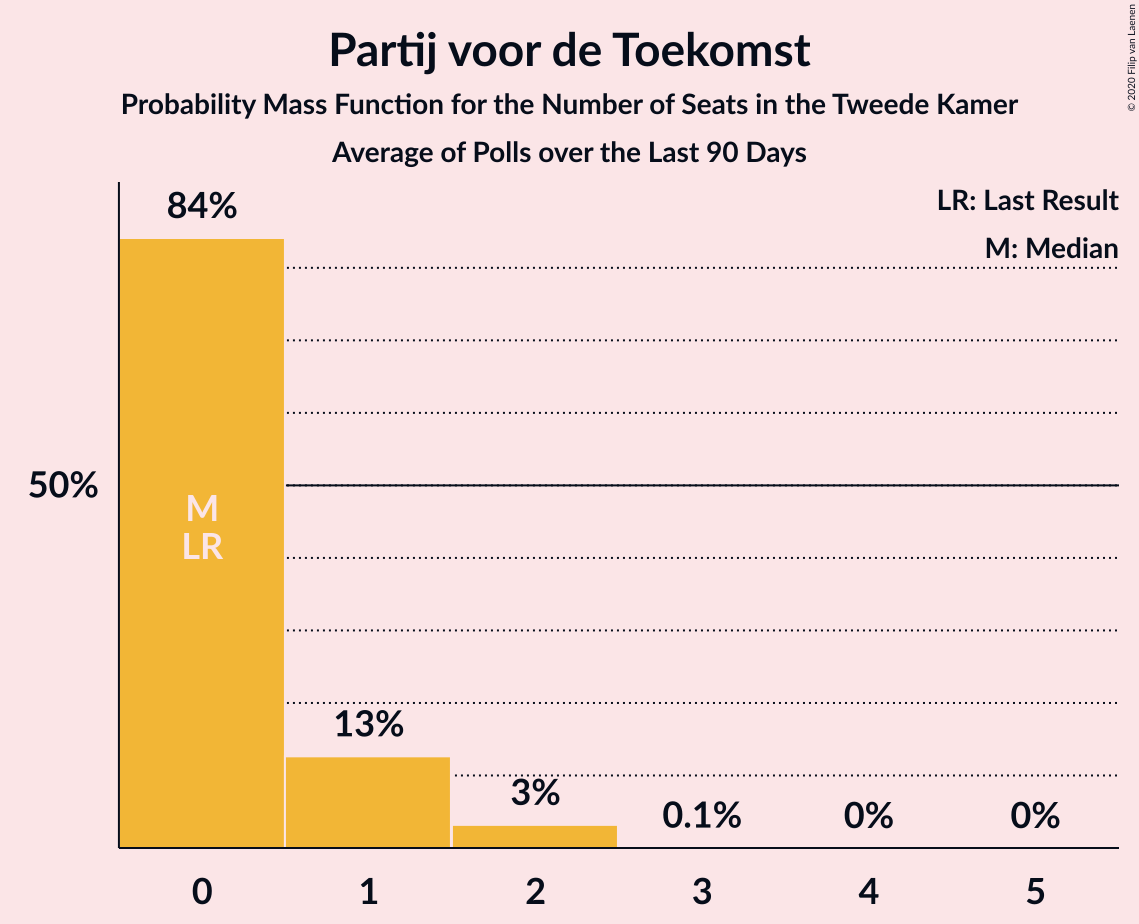 Partij voor de Toekomst
Probability Mass Function for the Number of Seats in the Tweede Kamer
Average of Polls over the Last 90 Days
© 2020 Filip van Laenen
LR: Last Result
M: Median
84%
50%
M
LR
13%
3%
0.1%
0%
0%
0 1 2 3 4 5